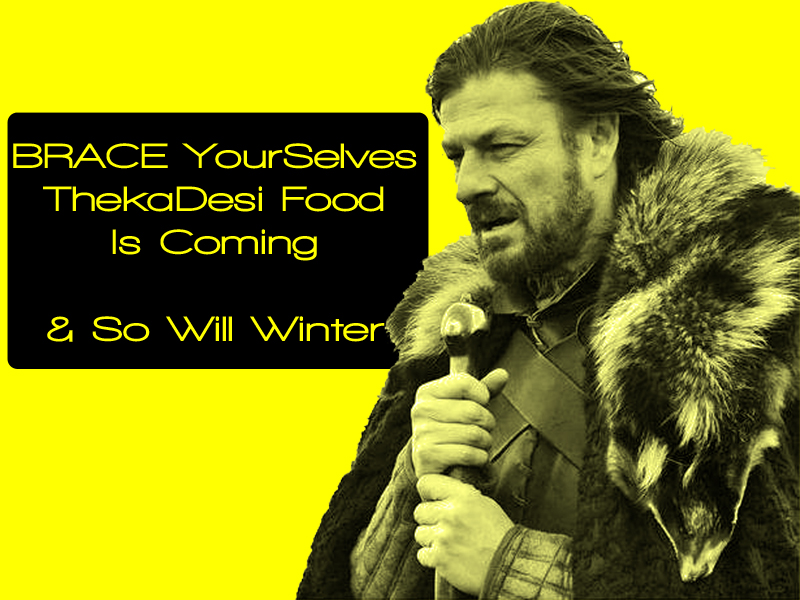 BRACE YourSelves
ThekaDesi Food
Is Coming
& So Will Winter